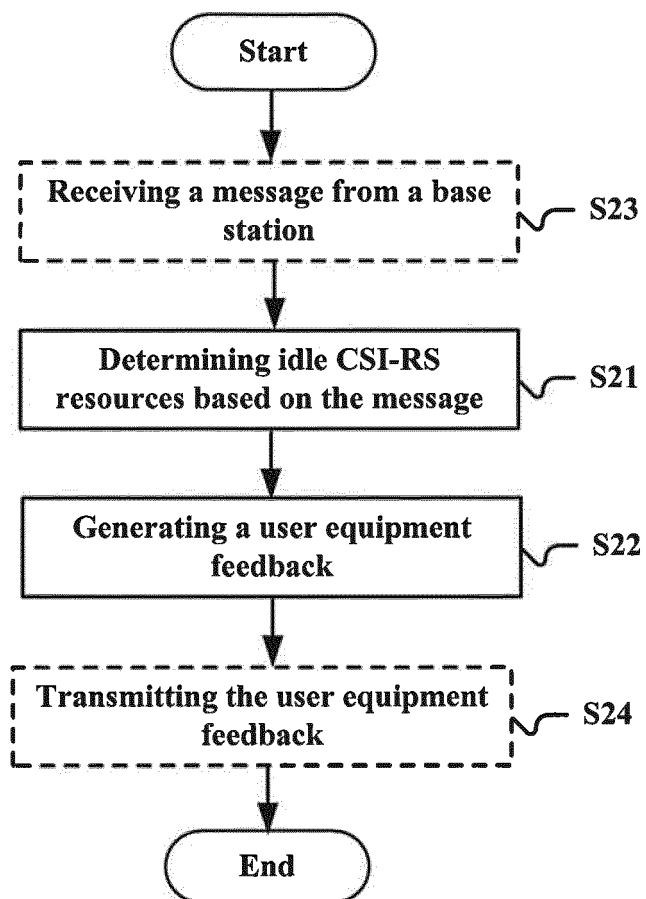 Start
Receiving a message from a base
station
S23
Determining idle CSI-RS
resources based on the message
S21
Generating a user equipment
feedback
S22
Transmitting the user equipment
feedback
S24
End